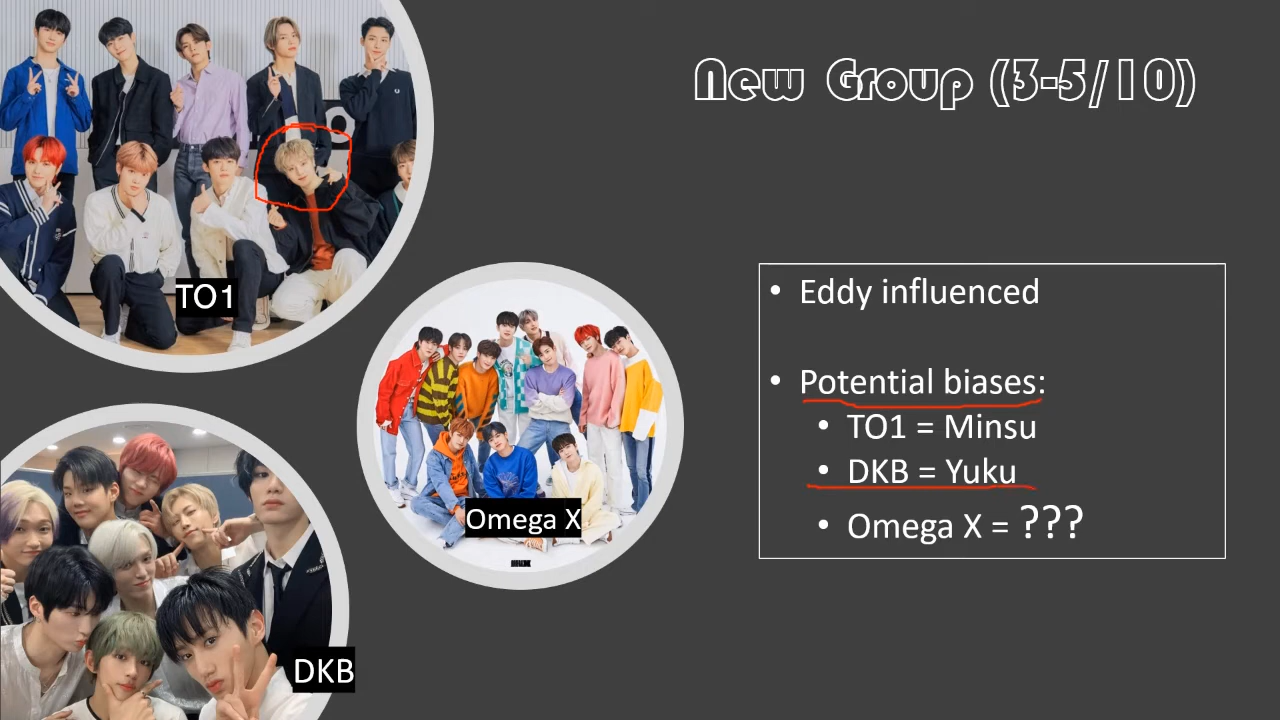 New Group (3-5/10)
TO1
Omega X
DKB
• Eddy influenced
• Potential biases:
• TO1 = Minsu
• DKB = Yuku
• Omega X = ???